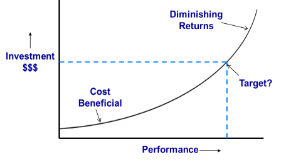 Diminishing
Returns
Investment
$$$
Cost
Beneficial
Target?
Performance